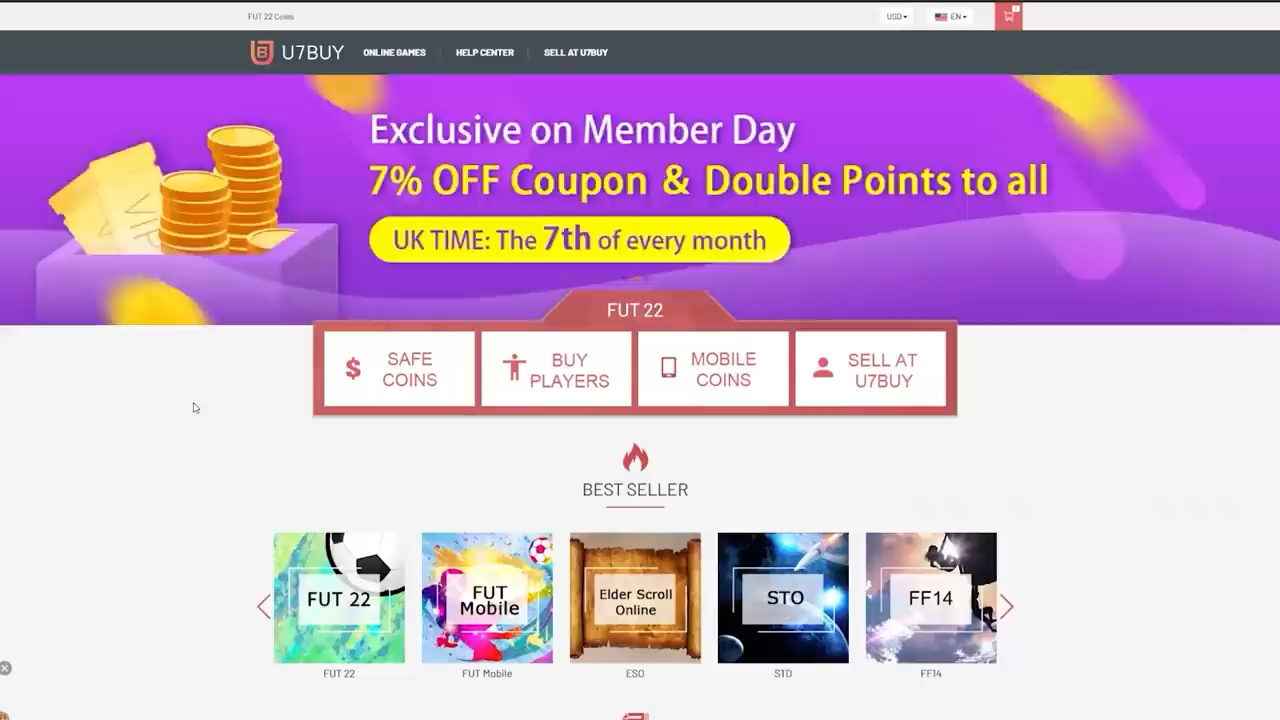 FUT 22 Coins
USD
EN
U7BUY
ONLINE GAMES
HELP CENTER
SELL AT U7BUY
Exclusive on Member Day
7% OFF Coupon & Double Points to all
UK TIME: The 7th of every month
VIP
FUT 22
SAFE
COINS
BUY
PLAYERS
MOBILE
COINS
SELL AT
U7BUY
BEST SELLER
FUT 22
FUT
Mobile
Elder Scroll
Online
STO
FF14
FUT 22
FUT Mobile
ESO
STO
FF14